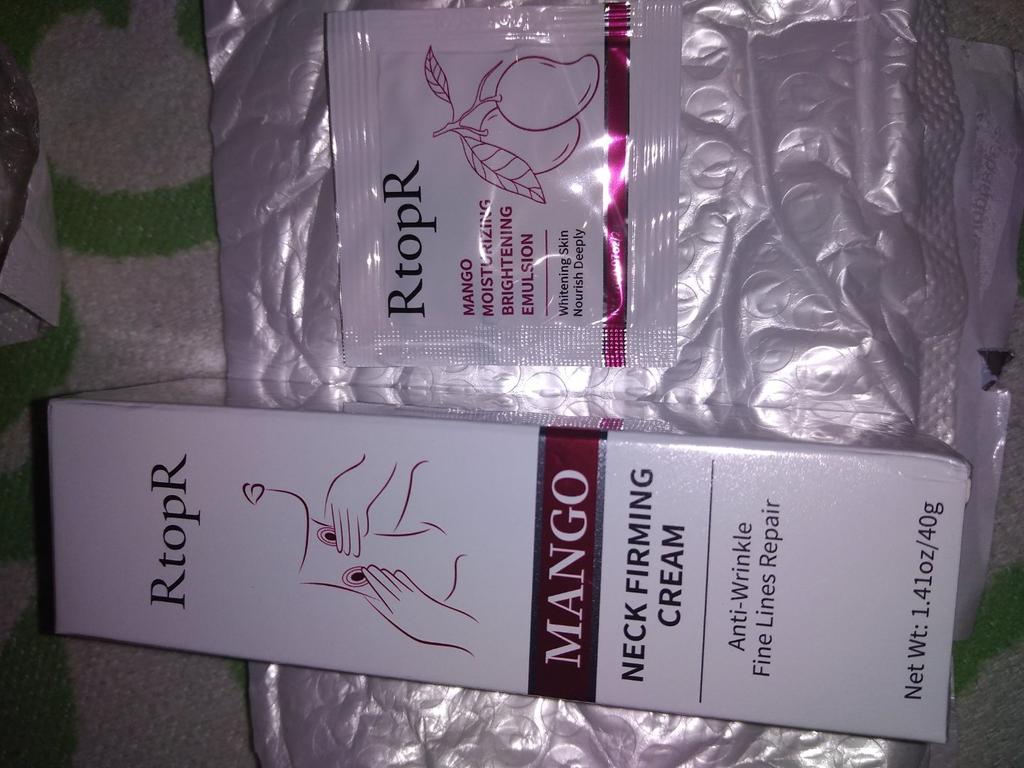 RtopR
MANGO
MOISTURIZING
BRIGHTENING
EMULSION
Whitening Skin
Nourish Deeply
RtopR
MANGO
NECK FIRMING
CREAM
Anti-Wrinkle
Fine Lines Repair
Net Wt: 1.41oz/40g